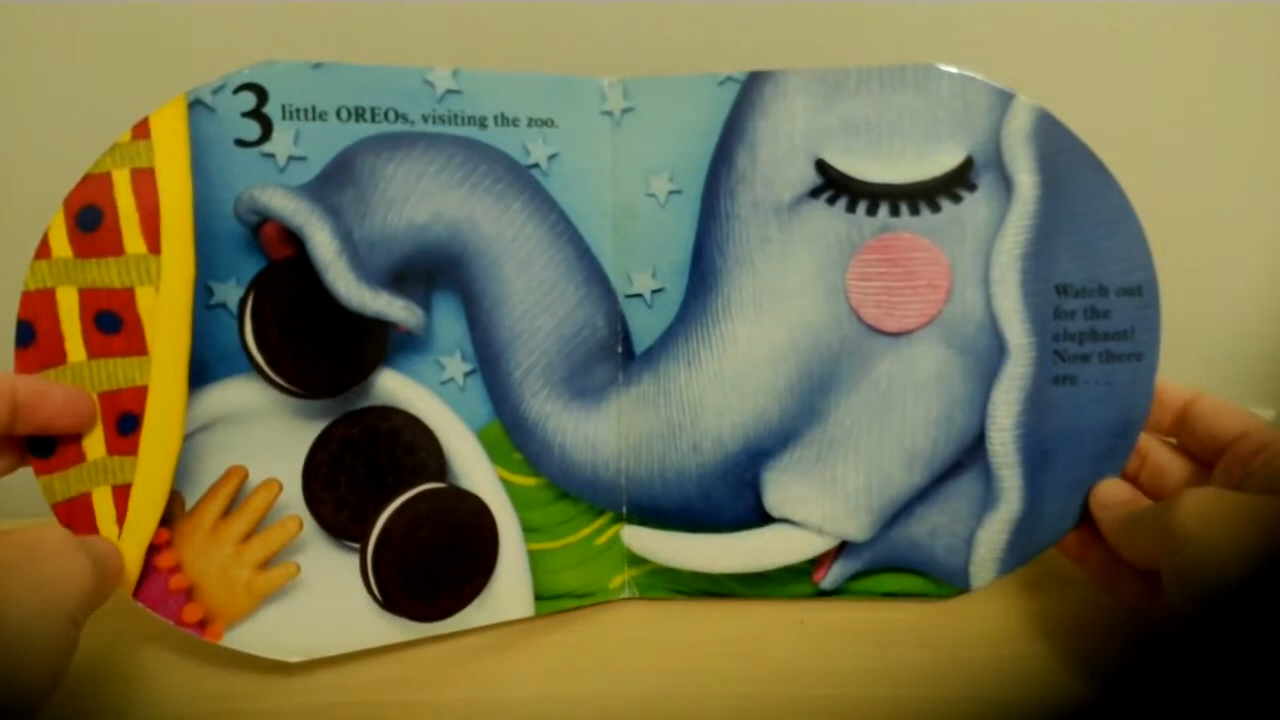 3 little OREOs, visiting the zoo.
Watch out
for the
elephant!
Now there
are . . .